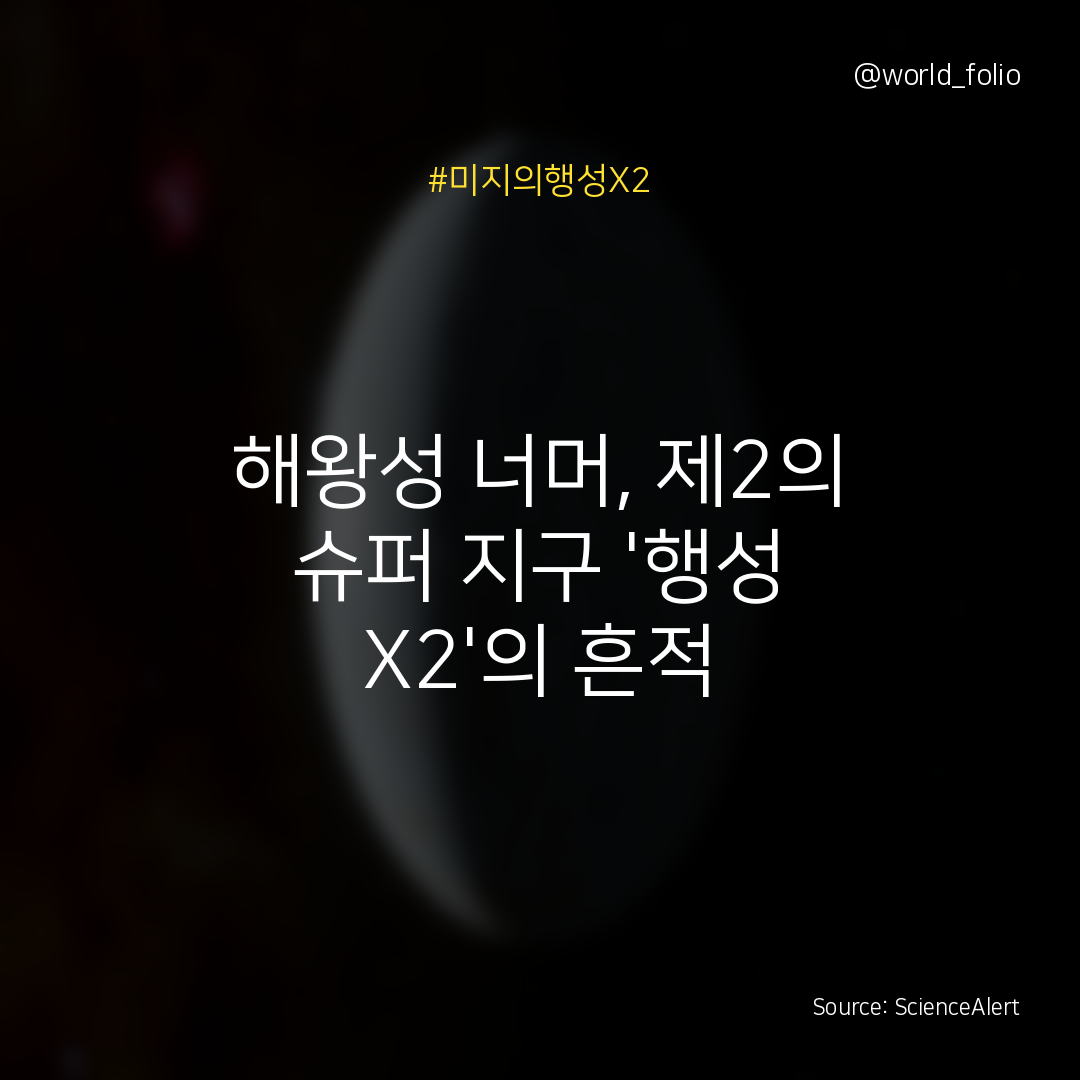 @world_folio
#미지의행성X2
해왕성 너머, 제2의
슈퍼 지구 '행성
X2'의 흔적
Source: ScienceAlert